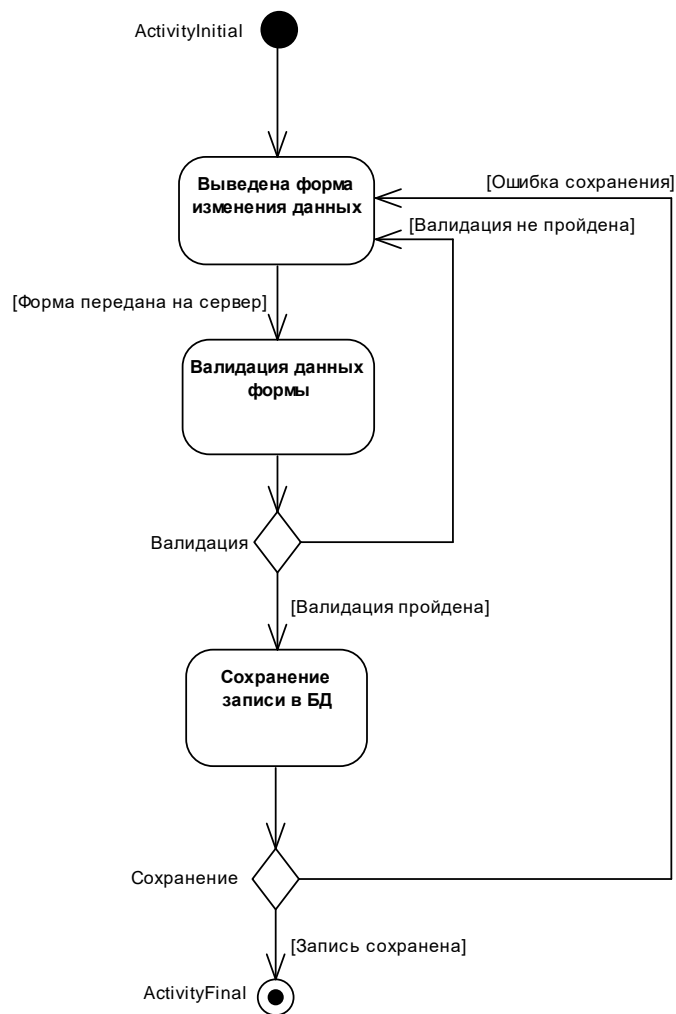 ActivityInitial
Выведена форма
изменения данных
[Ошибка сохранения]
[Валидация не пройдена]
[Форма передана на сервер]
Валидация данных
формы
Валидация
[Валидация пройдена]
Сохранение
записи в БД
Сохранение
[Запись сохранена]
ActivityFinal